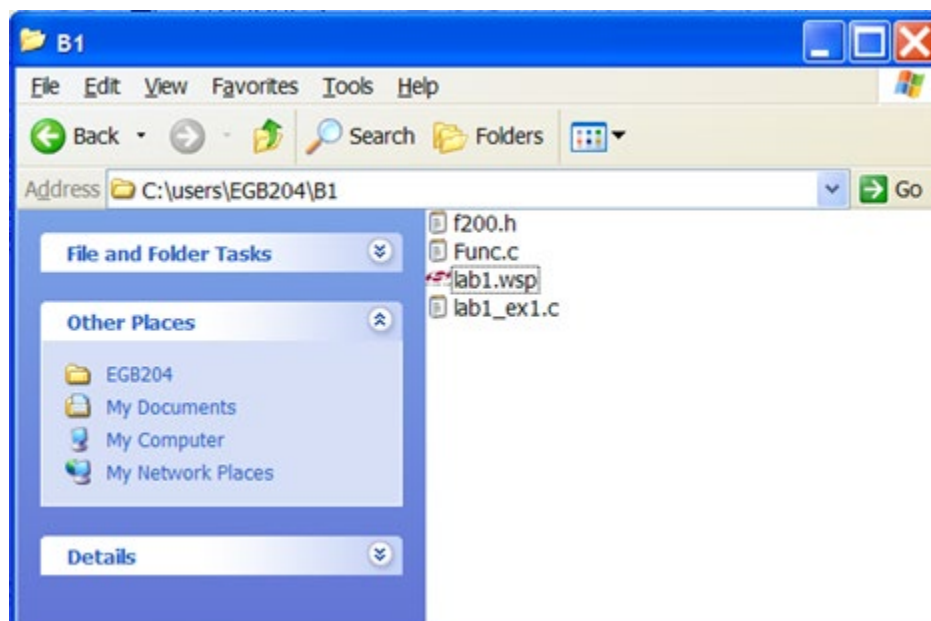 B1
File Edit View Favorites Tools Help
Back Search Folders
Address C:\users\EGB204\B1 Go
File and Folder Tasks
Other Places
EGB204
My Documents
My Computer
My Network Places
Details
f200.h
Func.c
lab1.wsp
lab1_ex1.c